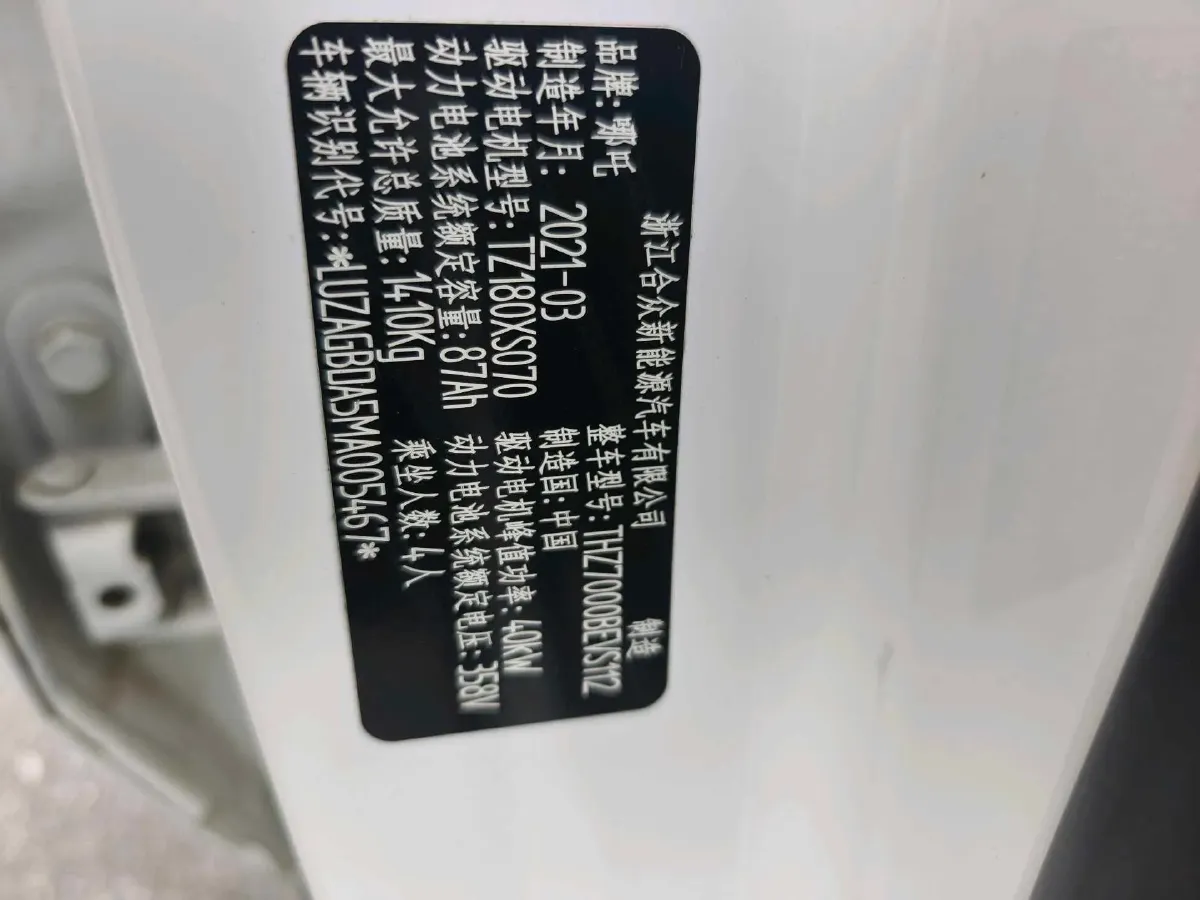 浙江合众新能源汽车有限公司 制造
品牌:哪吒 整车型号:THZ7000BEVS112
制造年月:2021-03 制造国:中国
驱动电机型号:TZ180XS070 驱动电机峰值功率:40kW
动力电池系统额定容量:87Ah 动力电池系统额定电压:358V
最大允许总质量:1410Kg 乘坐人数:4人
车辆识别代号:*LUZAGBDA5MA005467*